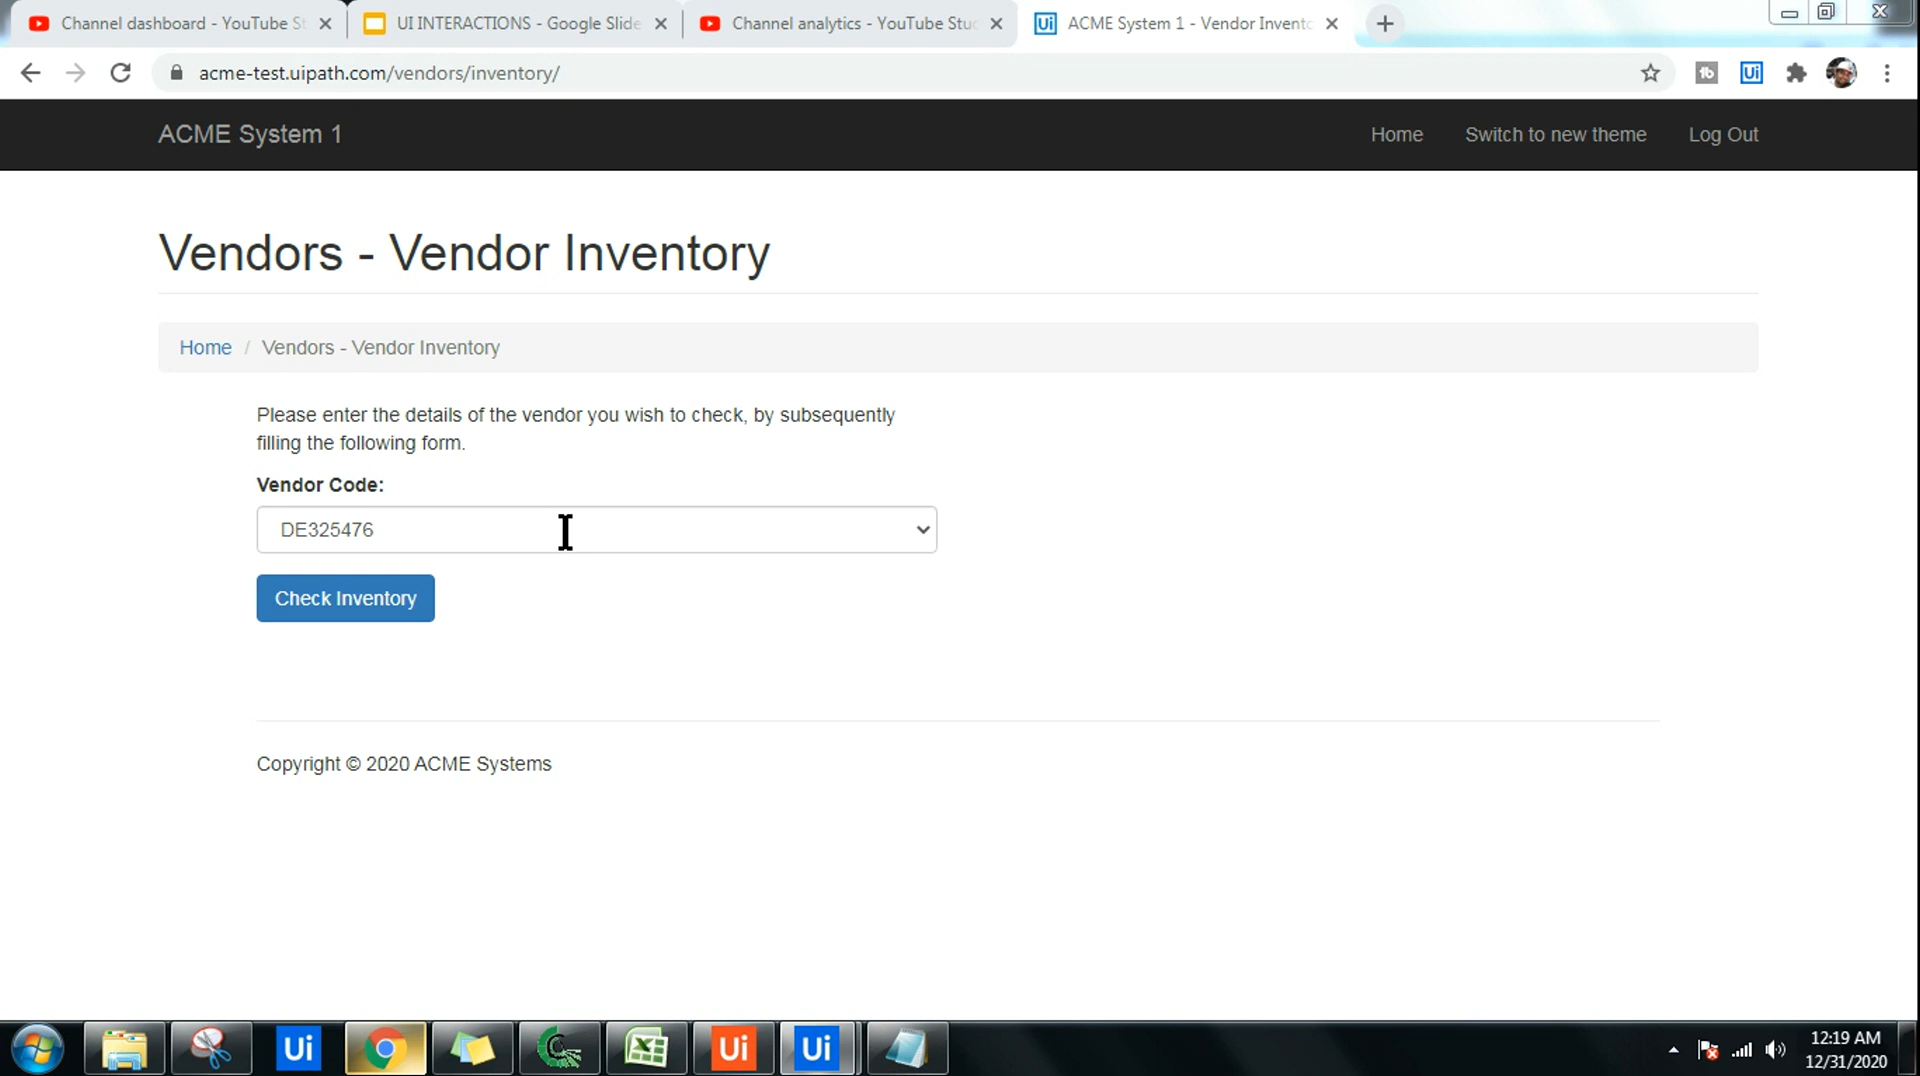 Channel dashboard - YouTube St
UI INTERACTIONS - Google Slide
Channel analytics - YouTube Stud
ACME System 1 - Vendor Invento
acme-test.uipath.com/vendors/inventory/
ACME System 1
Home
Switch to new theme
Log Out
Vendors - Vendor Inventory
Home / Vendors - Vendor Inventory
Please enter the details of the vendor you wish to check, by subsequently
filling the following form.
Vendor Code:
DE325476
Check Inventory
Copyright © 2020 ACME Systems
12:19 AM
12/31/2020